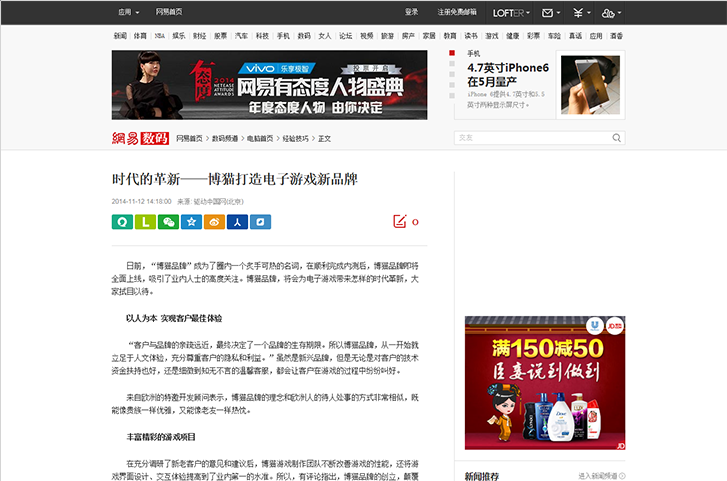 应用 网易首页 登录 注册免费邮箱 LOFTER
新闻 体育 NBA 娱乐 财经 股票 汽车 科技 手机 数码 女人 论坛 视频 旅游 房产 家居 教育 读书 游戏 健康 彩票 车险 真话 应用 酒香
有态度
2014
NETEASE
ATTITUDE
AWARDS
vivo 乐享极智 投票开启
网易有态度人物盛典
年度态度人物 由你决定
手机
4.7英寸iPhone6
在5月量产
iPhone 6提供4.7英寸和5.5
英寸两种显示屏尺寸。
網易 数码 网易首页 > 数码频道 > 电脑首页 > 经验技巧 > 正文
时代的革新——博猫打造电子游戏新品牌
2014-11-12 14:18:00 来源: 驱动中国网(北京)
0
日前，“博猫品牌”成为了圈内一个炙手可热的名词，在顺利完成内测后，博猫品牌即将
全面上线，吸引了业内人士的高度关注。博猫品牌，将会为电子游戏带来怎样的时代革新，大
家拭目以待。
以人为本 实观客户最佳体验
“客户与品牌的亲疏远近，最终决定了一个品牌的生存期限。所以博猫品牌，从一开始我
立足于人文体验，充分尊重客户的隐私和利益。”虽然是新兴品牌，但是无论是对客户的技术
资金扶持也好，还是细微到知无不言的温馨客服，都会让客户在游戏的过程中纷纷叫好。
来自欧洲的特邀开发顾问表示，博猫品牌的理念和欧洲人的待人处事的方式非常相似，既
能像贵族一样优雅，又能像老友一样热忱。
丰富精彩的游戏项目
在充分调研了新老客户的意见和建议后，博猫游戏制作团队不断改善游戏的性能，还将游
戏界面设计、交互体验提高到了业内第一的水准。所以，有评论指出，博猫品牌的创立，颠覆
满150减50
臣妾说到做到
JD
新闻推荐 进入新闻频道